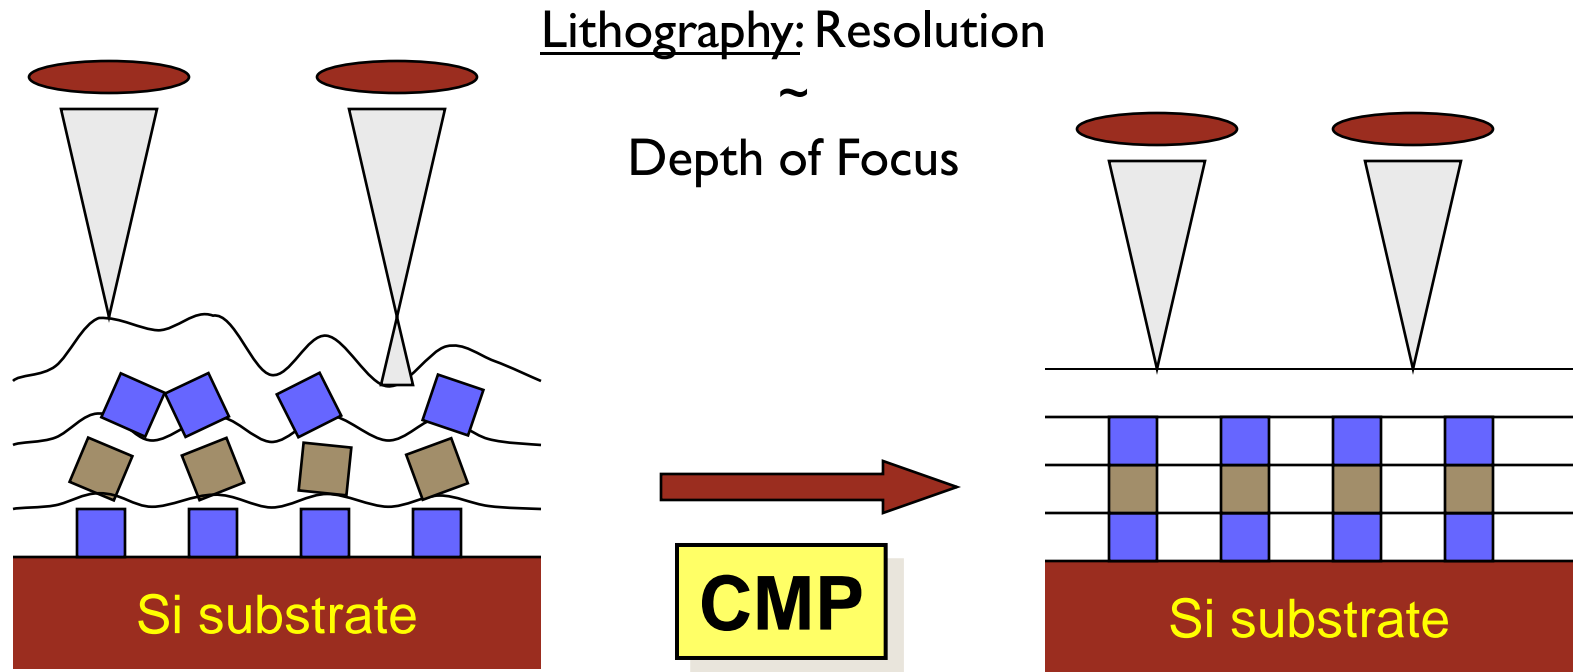 Lithography: Resolution
~
Depth of Focus
CMP
Si substrate
Si substrate